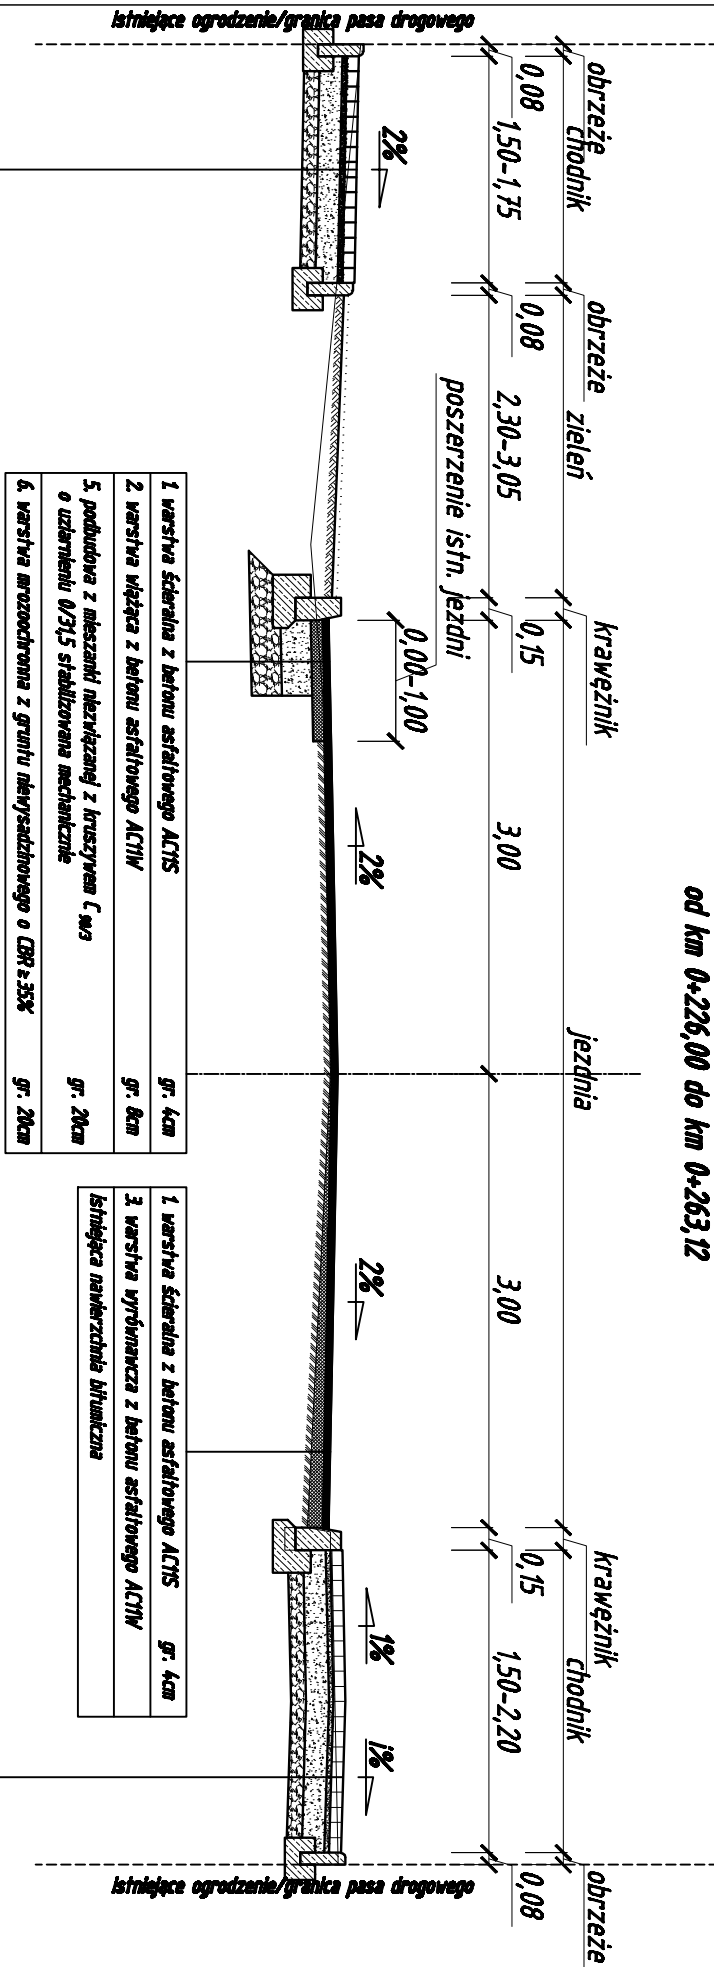 od km 0+226,00 do km 0+263,12
obrzeże
chodnik
obrzeże
zieleń
krawężnik
jezdnia
krawężnik
chodnik
obrzeże
0,08
1,50-1,75
0,08
2,30-3,05
0,15
3,00
3,00
0,15
1,50-2,20
0,08
poszerzenie istn. jezdni
0,00-1,00
2%
2%
2%
1%
i%
istniejące ogrodzenie/granica pasa drogowego
istniejące ogrodzenie/granica pasa drogowego
1. warstwa ścieralna z betonu asfaltowego AC11S gr. 4cm
2. warstwa wiążąca z betonu asfaltowego AC11W gr. 8cm
5. podbudowa z mieszanki niezwiązanej z kruszywem C 90/3
o uziarnieniu 0/31,5 stabilizowana mechanicznie gr. 20cm
6. warstwa mrozoochronna z gruntu niewysadzinowego o CBR ≥ 35% gr. 20cm
1. warstwa ścieralna z betonu asfaltowego AC11S gr. 4cm
3. warstwa wyrównawcza z betonu asfaltowego AC11W
istniejąca nawierzchnia bitumiczna